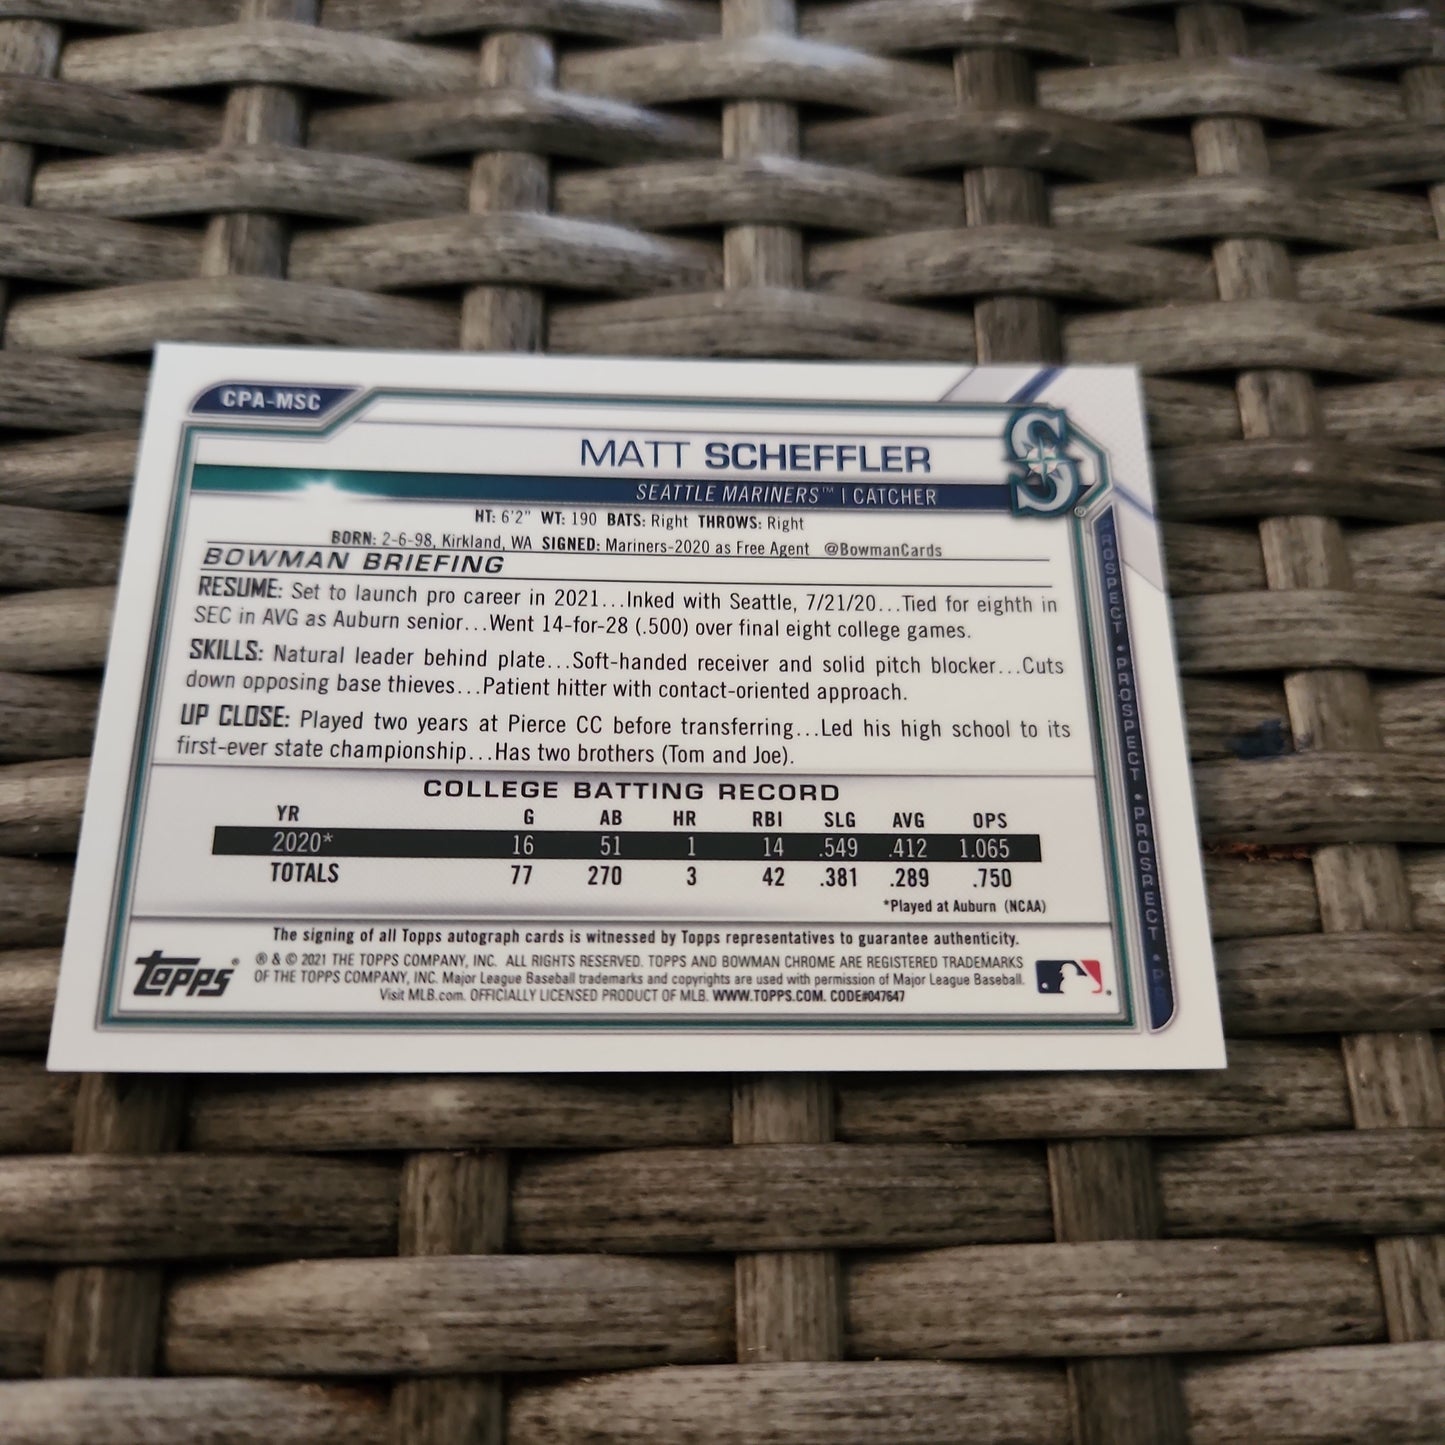 CPA-MSC
MATT SCHEFFLER
SEATTLE MARINERS™ | CATCHER
HT: 6'2" WT: 190 BATS: Right THROWS: Right
BORN: 2-6-98, Kirkland, WA SIGNED: Mariners-2020 as Free Agent @BowmanCards
BOWMAN BRIEFING
RESUME: Set to launch pro career in 2021...Inked with Seattle, 7/21/20...Tied for eighth in
SEC in AVG as Auburn senior...Went 14-for-28 (.500) over final eight college games.
SKILLS: Natural leader behind plate...Soft-handed receiver and solid pitch blocker...Cuts
down opposing base thieves...Patient hitter with contact-oriented approach.
UP CLOSE: Played two years at Pierce CC before transferring...Led his high school to its
first-ever state championship...Has two brothers (Tom and Joe).
COLLEGE BATTING RECORD
YR G AB HR RBI SLG AVG OPS
2020* 16 51 1 14 .549 .412 1.065
TOTALS 77 270 3 42 .381 .289 .750
*Played at Auburn (NCAA)
The signing of all Topps autograph cards is witnessed by Topps representatives to guarantee authenticity.
Topps®
® & © 2021 THE TOPPS COMPANY, INC. ALL RIGHTS RESERVED. TOPPS AND BOWMAN CHROME ARE REGISTERED TRADEMARKS
OF THE TOPPS COMPANY, INC. Major League Baseball trademarks and copyrights are used with permission of Major League Baseball.
Visit MLB.com. OFFICIALLY LICENSED PRODUCT OF MLB. WWW.TOPPS.COM. CODE#047647
S®
PROSPECT • PROSPECT • PROSPECT •